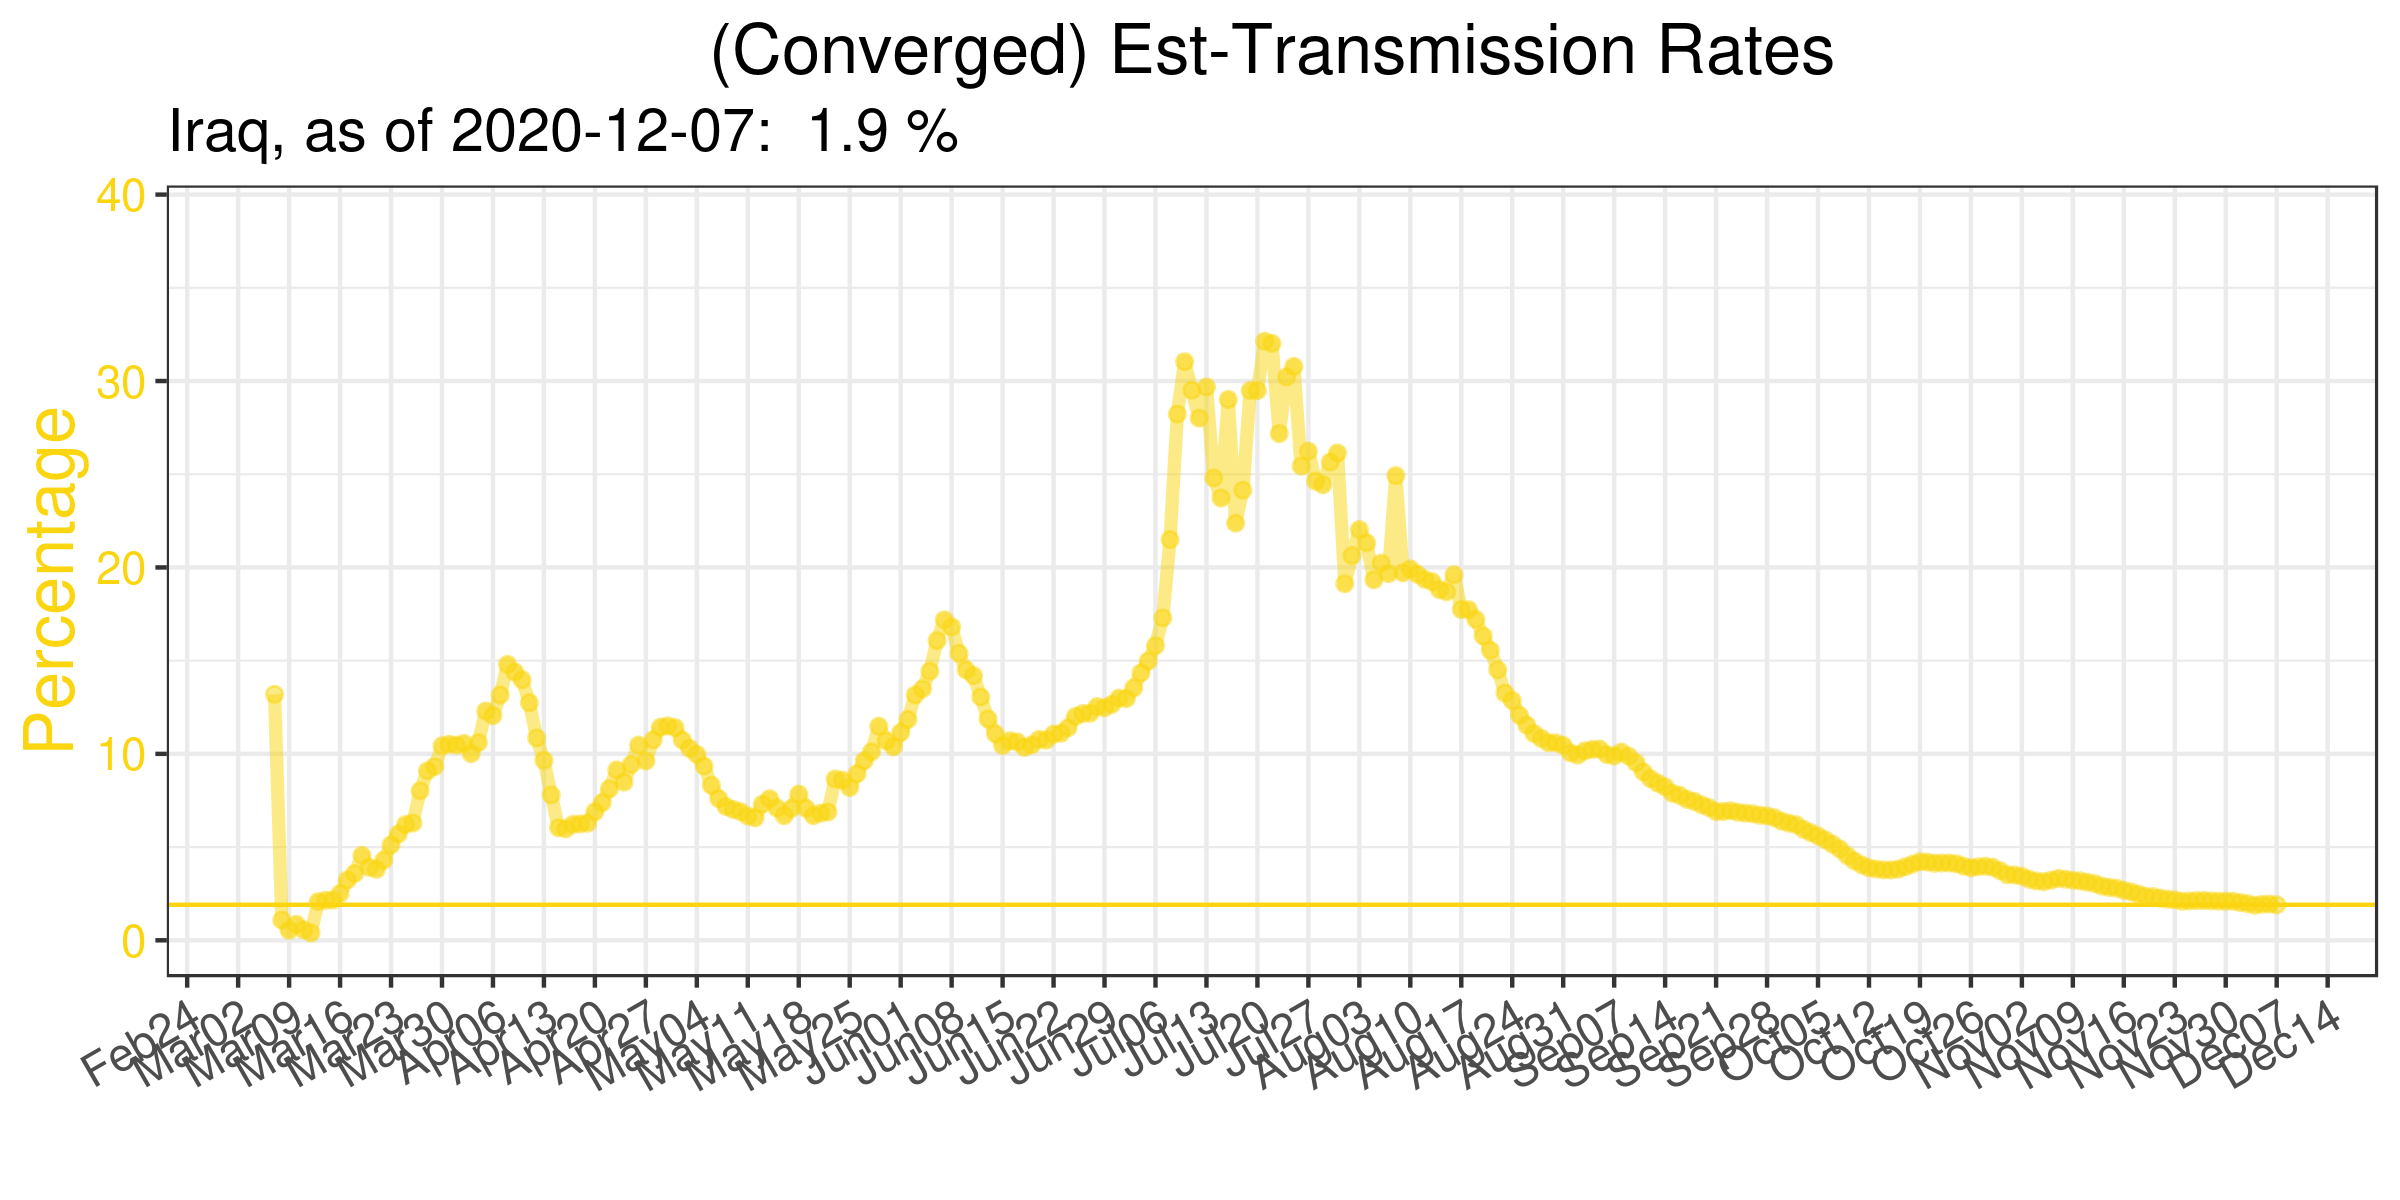 (Converged) Est-Transmission Rates
Iraq, as of 2020-12-07:  1.9 %
Percentage
40
30
20
10
0
Feb24
Mar02
Mar09
Mar16
Mar23
Mar30
Apr06
Apr13
Apr20
Apr27
May04
May11
May18
May25
Jun01
Jun08
Jun15
Jun22
Jun29
Jul06
Jul13
Jul20
Jul27
Aug03
Aug10
Aug17
Aug24
Aug31
Sep07
Sep14
Sep21
Sep28
Oct05
Oct12
Oct19
Oct26
Nov02
Nov09
Nov16
Nov23
Nov30
Dec07
Dec14